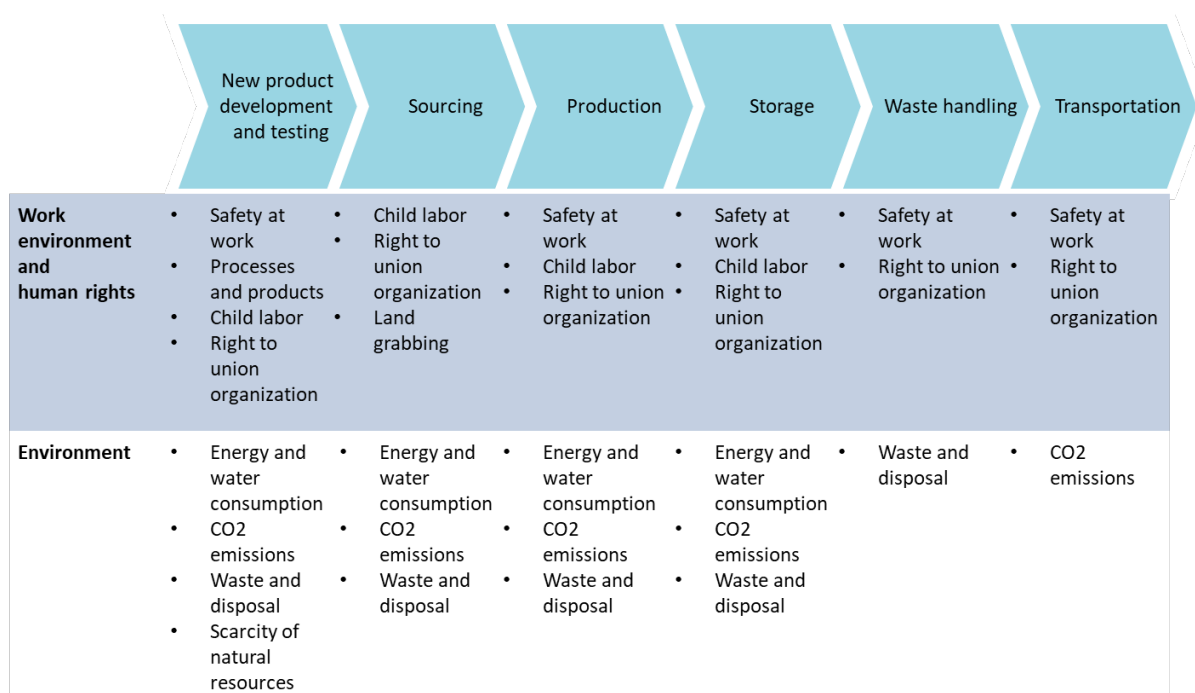 New product
development
and testing
Sourcing
Production
Storage
Waste handling
Transportation
Work
environment
and
human rights
• Safety at
work
• Processes
and products
• Child labor
• Right to
union
organization
• Child labor
• Right to
union
organization
• Land
grabbing
• Safety at
work
• Child labor
• Right to union
organization
• Safety at
work
• Child labor
• Right to
union
organization
• Safety at
work
• Right to union
organization
• Safety at
work
• Right to
union
organization
Environment
• Energy and
water
consumption
• CO2
emissions
• Waste and
disposal
• Scarcity of
natural
resources
• Energy and
water
consumption
• CO2
emissions
• Waste and
disposal
• Energy and
water
consumption
• CO2
emissions
• Waste and
disposal
• Energy and
water
consumption
• CO2
emissions
• Waste and
disposal
• Waste and
disposal
• CO2
emissions